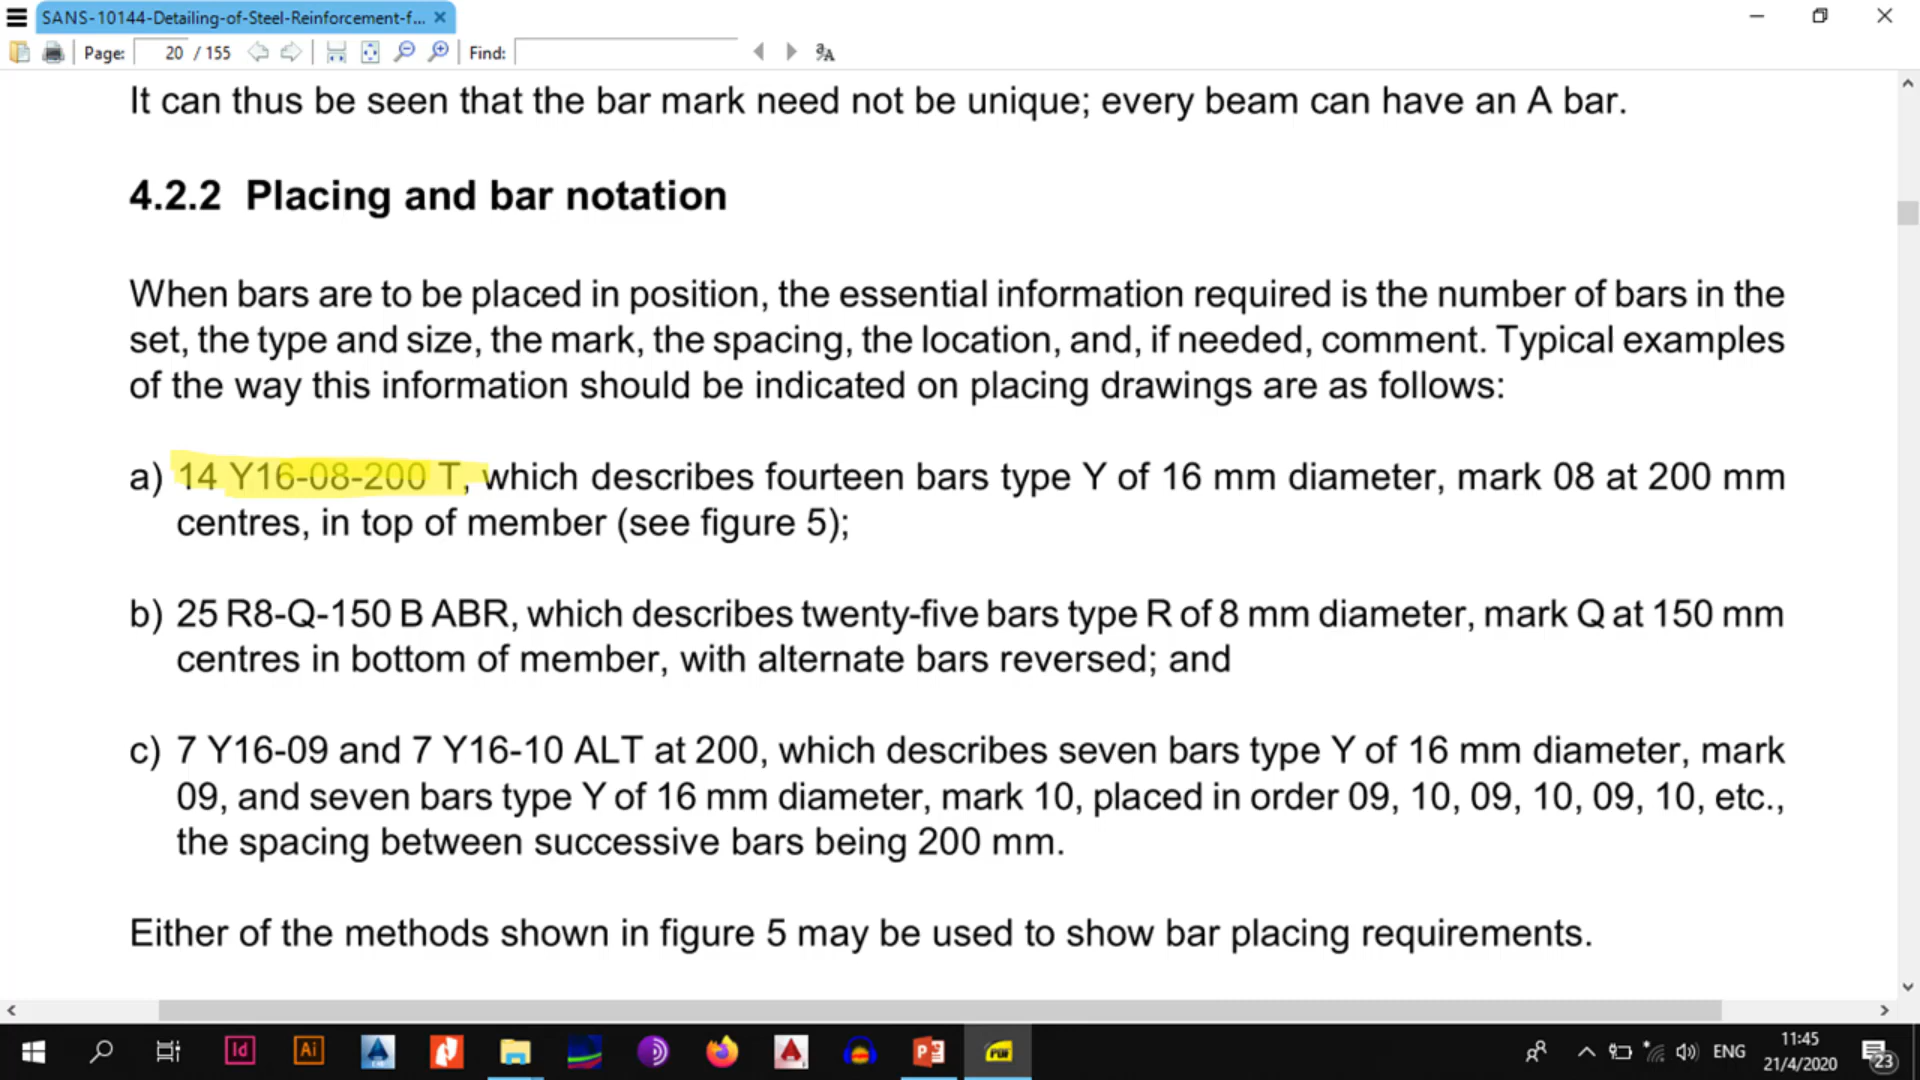 SANS-10144-Detailing-of-Steel-Reinforcement-f...
Page: 20 / 155 Find:
It can thus be seen that the bar mark need not be unique; every beam can have an A bar.
4.2.2 Placing and bar notation
When bars are to be placed in position, the essential information required is the number of bars in the
set, the type and size, the mark, the spacing, the location, and, if needed, comment. Typical examples
of the way this information should be indicated on placing drawings are as follows:
a) 14 Y16-08-200 T, which describes fourteen bars type Y of 16 mm diameter, mark 08 at 200 mm
centres, in top of member (see figure 5);
b) 25 R8-Q-150 B ABR, which describes twenty-five bars type R of 8 mm diameter, mark Q at 150 mm
centres in bottom of member, with alternate bars reversed; and
c) 7 Y16-09 and 7 Y16-10 ALT at 200, which describes seven bars type Y of 16 mm diameter, mark
09, and seven bars type Y of 16 mm diameter, mark 10, placed in order 09, 10, 09, 10, 09, 10, etc.,
the spacing between successive bars being 200 mm.
Either of the methods shown in figure 5 may be used to show bar placing requirements.
Id Ai PDF ENG 11:45
21/4/2020 23